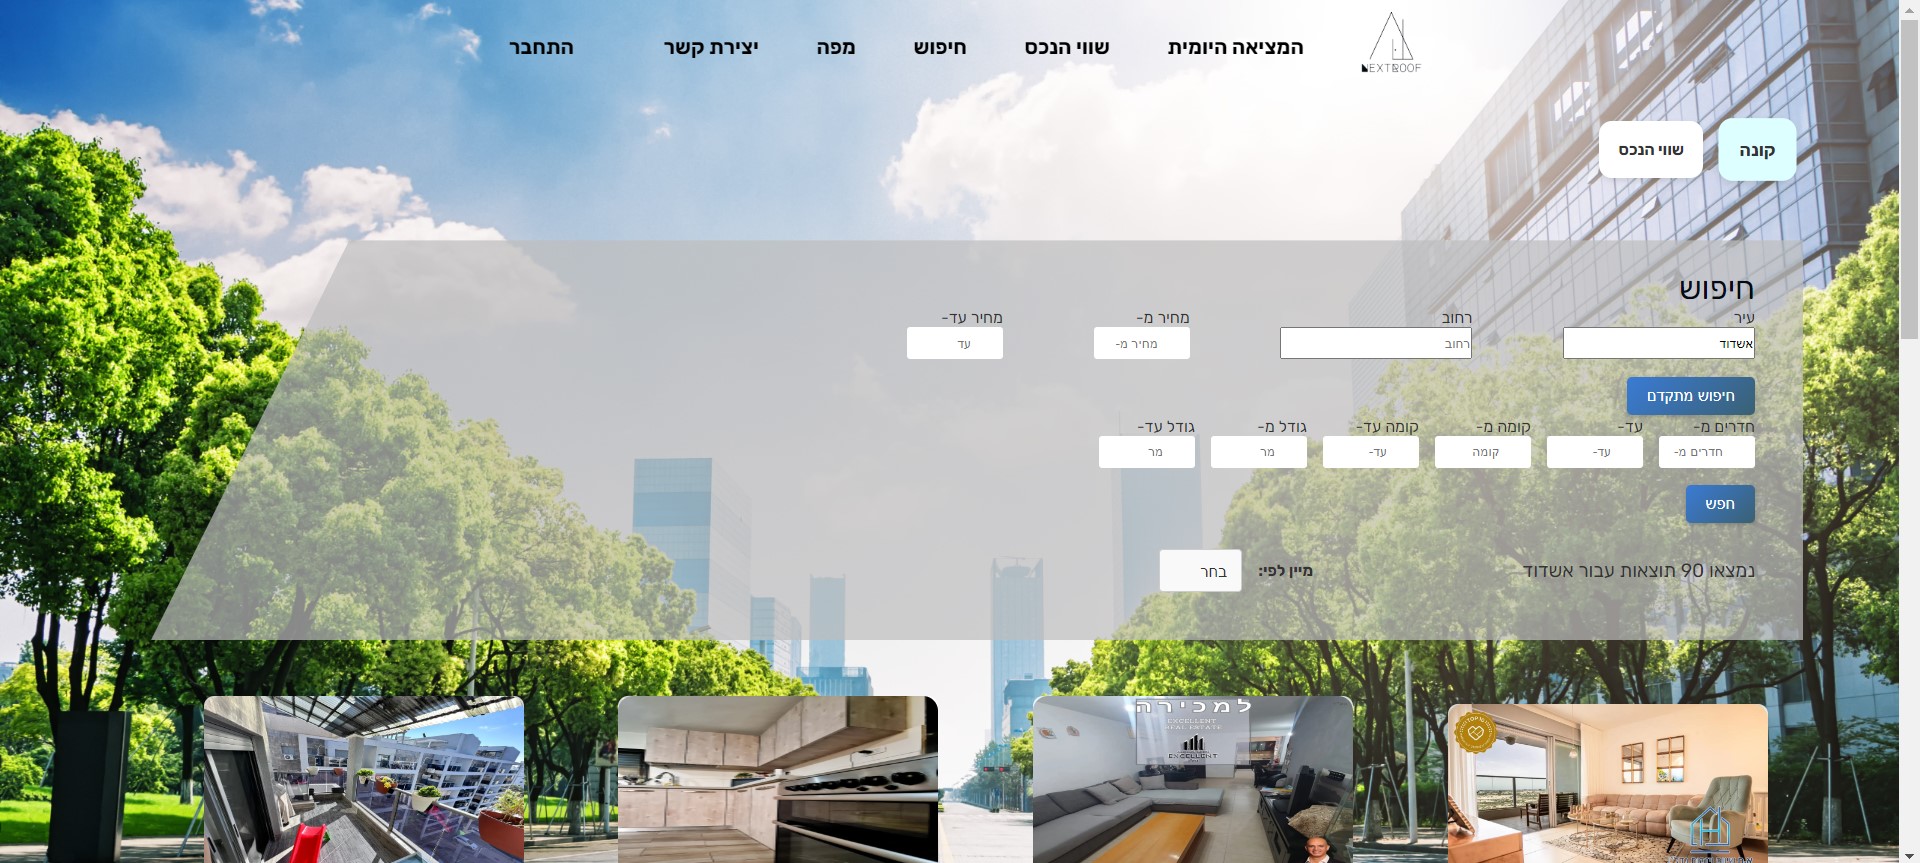 NEXTROOF
המציאה היומית
שווי הנכס
חיפוש
מפה
יצירת קשר
התחבר
קונה
שווי הנכס
חיפוש
עיר
רחוב
מחיר מ-
מחיר עד-
אשדוד
רחוב
מחיר מ-
עד
חיפוש מתקדם
חדרים מ-
עד-
קומה מ-
קומה עד-
גודל מ-
גודל עד-
חדרים מ-
עד-
קומה
עד-
מר
מר
חפש
נמצאו 90 תוצאות עבור אשדוד
מיין לפי:
בחר
למכירה
EXCELLENT
REAL ESTATE
EXCELLENT